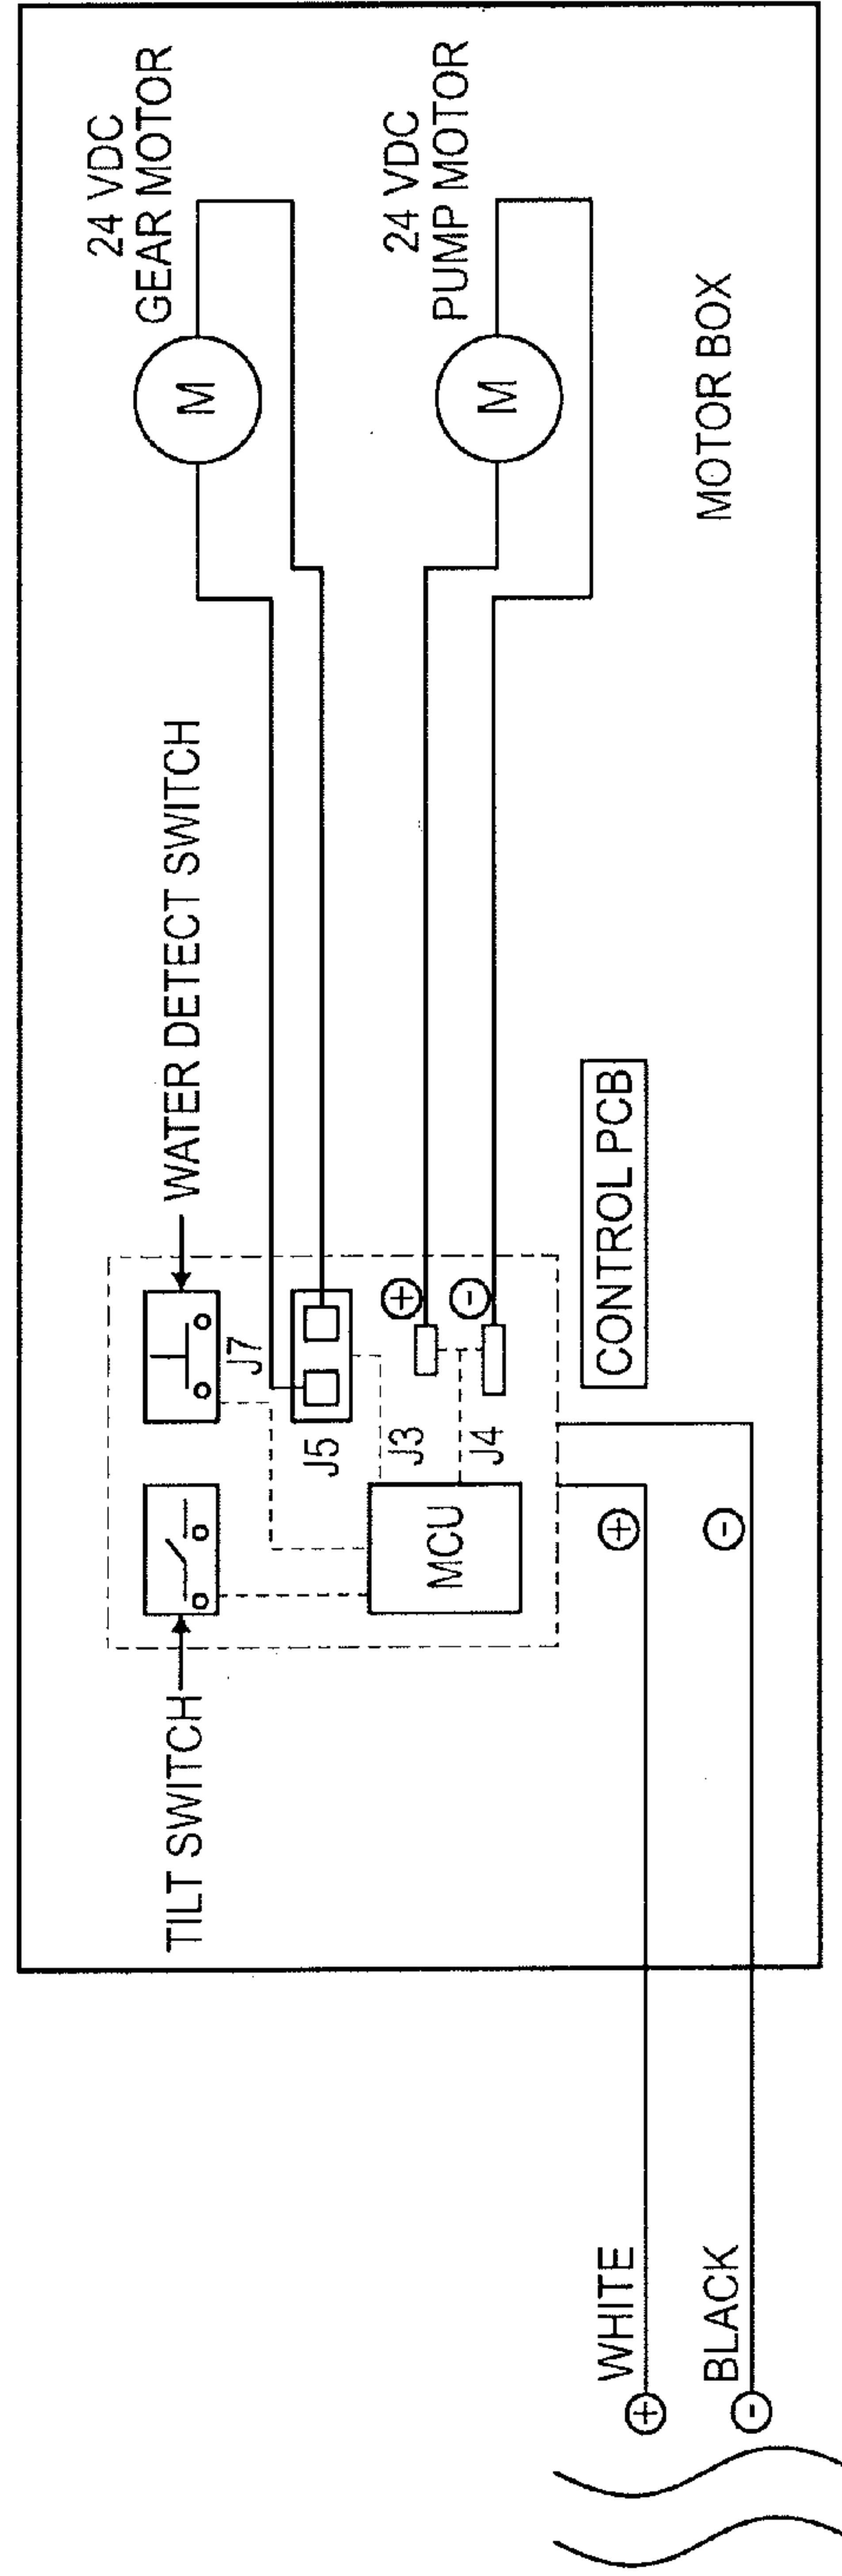 24 VDC
GEAR MOTOR
24 VDC
PUMP MOTOR
M
M
MOTOR BOX
WATER DETECT SWITCH
TILT SWITCH
J7
J5
J3
J4
+
-
MCU
CONTROL PCB
+
-
WHITE
BLACK
+
-